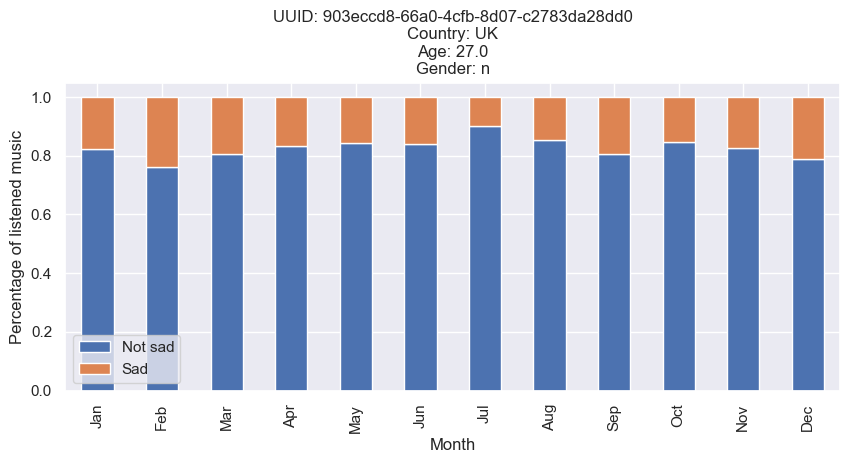 UUID: 903eccd8-66a0-4cfb-8d07-c2783da28dd0
Country: UK
Age: 27.0
Gender: n
Percentage of listened music
1.0
0.8
0.6
0.4
0.2
0.0
Not sad
Sad
Jan
Feb
Mar
Apr
May
Jun
Jul
Aug
Sep
Oct
Nov
Dec
Month